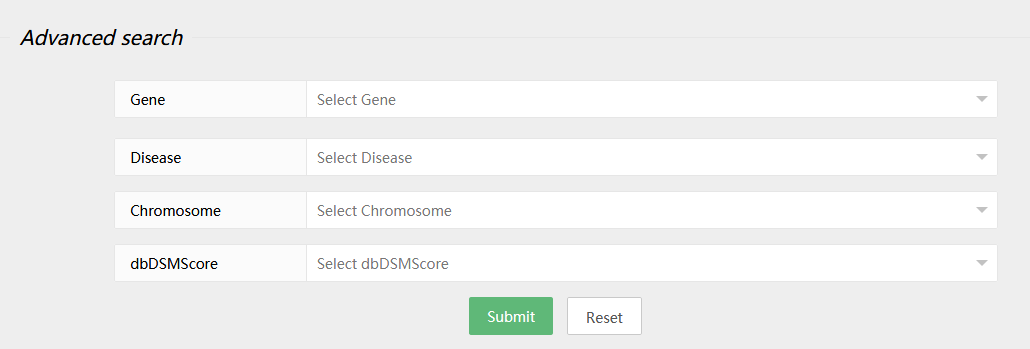 Advanced search
Gene Select Gene
Disease Select Disease
Chromosome Select Chromosome
dbDSMScore Select dbDSMScore
Submit Reset